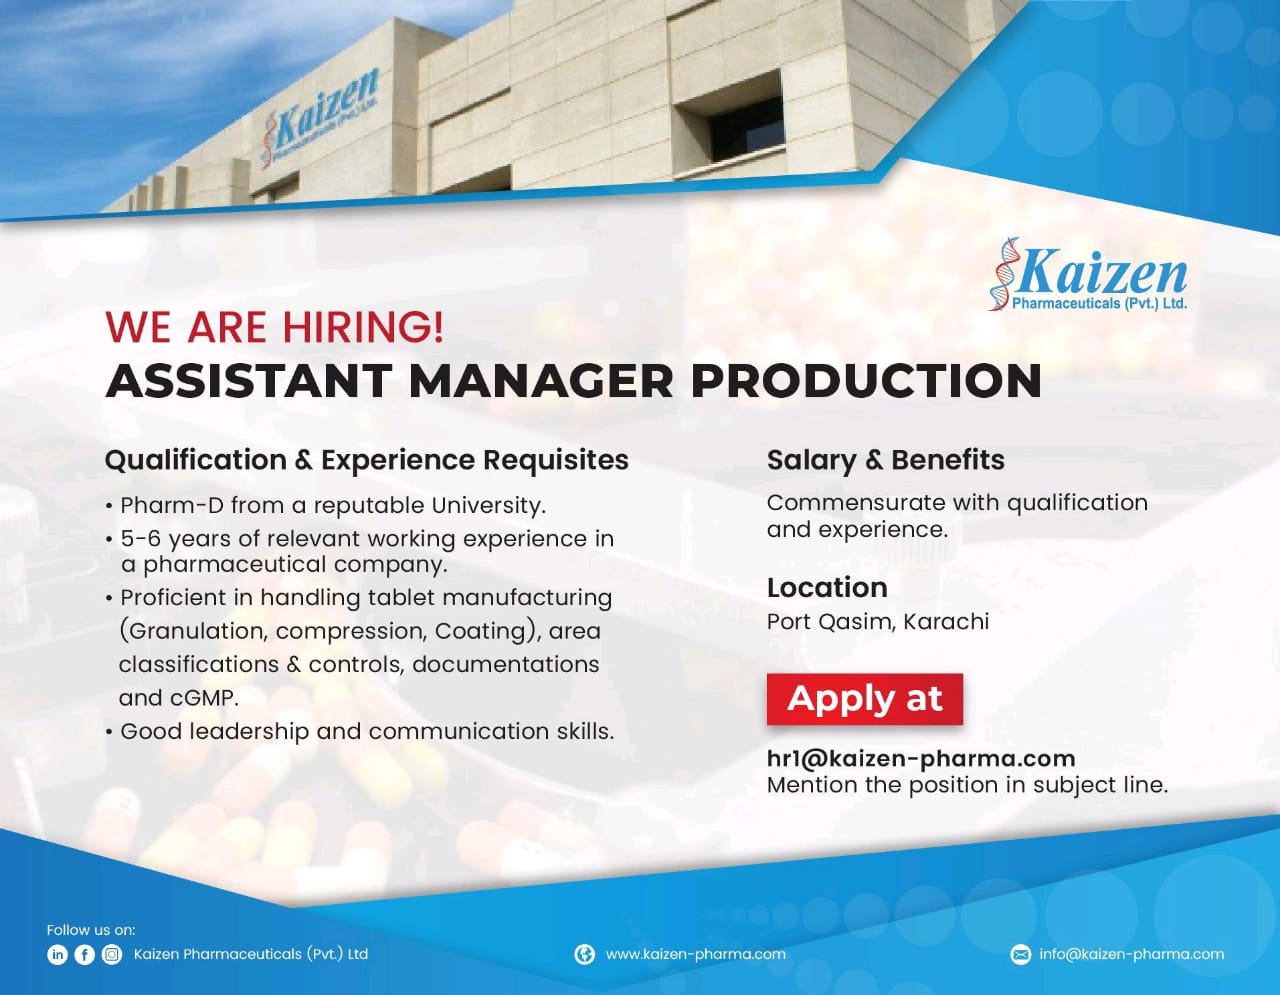 Kaizen
Pharmaceuticals (Pvt.) Ltd.
Kaizen
Pharmaceuticals (Pvt.) Ltd.
WE ARE HIRING!
ASSISTANT MANAGER PRODUCTION
Qualification & Experience Requisites
• Pharm-D from a reputable University.
• 5-6 years of relevant working experience in
a pharmaceutical company.
• Proficient in handling tablet manufacturing
(Granulation, compression, Coating), area
classifications & controls, documentations
and cGMP.
• Good leadership and communication skills.
Salary & Benefits
Commensurate with qualification
and experience.
Location
Port Qasim, Karachi
Apply at
hr1@kaizen-pharma.com
Mention the position in subject line.
Follow us on:
Kaizen Pharmaceuticals (Pvt.) Ltd
www.kaizen-pharma.com
info@kaizen-pharma.com